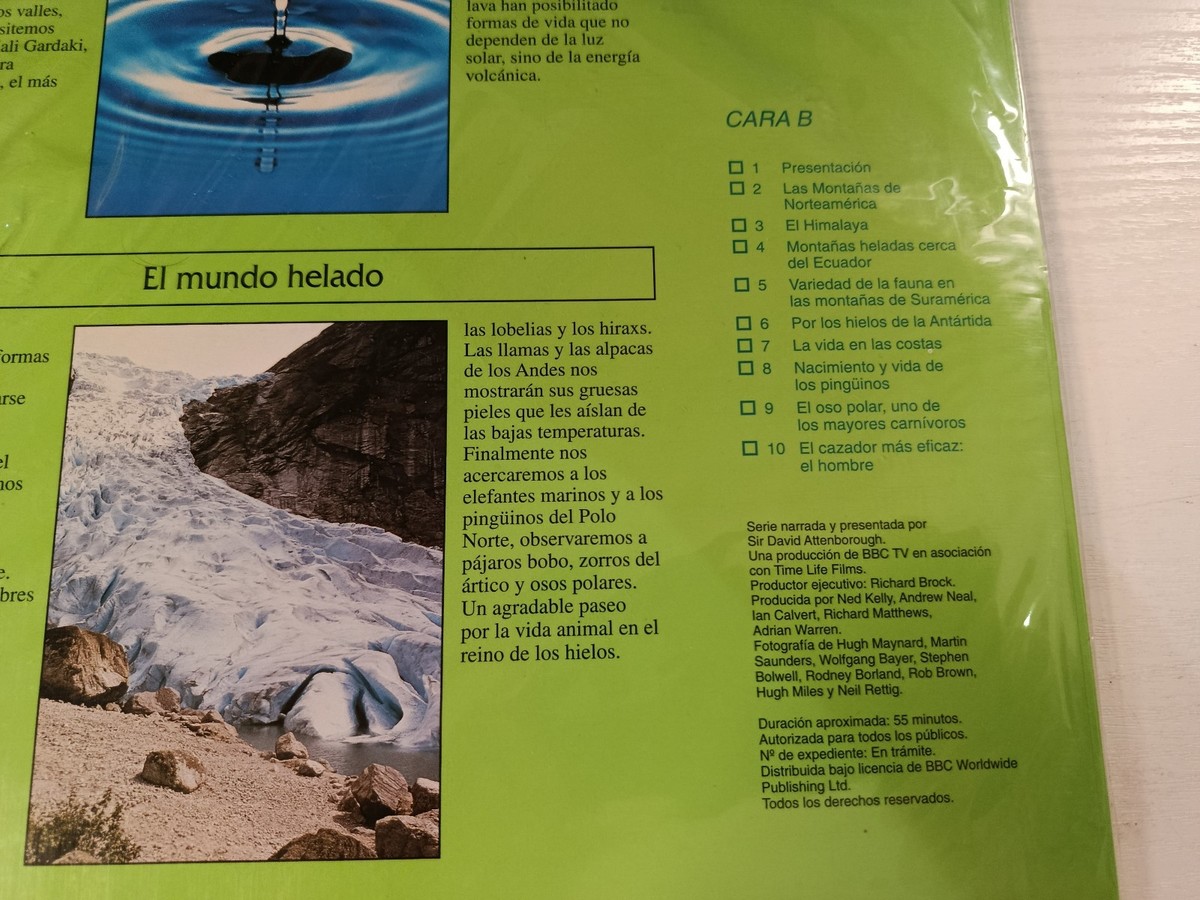 os valles,
sitemos
ali Gardaki,
ra
, el más
lava han posibilitado
formas de vida que no
dependen de la luz
solar, sino de la energía
volcánica.
El mundo helado
formas
arse
el
nos
e.
bres
las lobelias y los hiraxs.
Las llamas y las alpacas
de los Andes nos
mostrarán sus gruesas
pieles que les aíslan de
las bajas temperaturas.
Finalmente nos
acercaremos a los
elefantes marinos y a los
pingüinos del Polo
Norte, observaremos a
pájaros bobo, zorros del
ártico y osos polares.
Un agradable paseo
por la vida animal en el
reino de los hielos.
CARA B
1 Presentación
2 Las Montañas de
Norteamérica
3 El Himalaya
4 Montañas heladas cerca
del Ecuador
5 Variedad de la fauna en
las montañas de Suramérica
6 Por los hielos de la Antártida
7 La vida en las costas
8 Nacimiento y vida de
los pingüinos
9 El oso polar, uno de
los mayores carnívoros
10 El cazador más eficaz:
el hombre
Serie narrada y presentada por
Sir David Attenborough.
Una producción de BBC TV en asociación
con Time Life Films.
Productor ejecutivo: Richard Brock.
Producida por Ned Kelly, Andrew Neal,
Ian Calvert, Richard Matthews,
Adrian Warren.
Fotografía de Hugh Maynard, Martin
Saunders, Wolfgang Bayer, Stephen
Bolwell, Rodney Borland, Rob Brown,
Hugh Miles y Neil Rettig.
Duración aproximada: 55 minutos.
Autorizada para todos los públicos.
Nº de expediente: En trámite.
Distribuida bajo licencia de BBC Worldwide
Publishing Ltd.
Todos los derechos reservados.